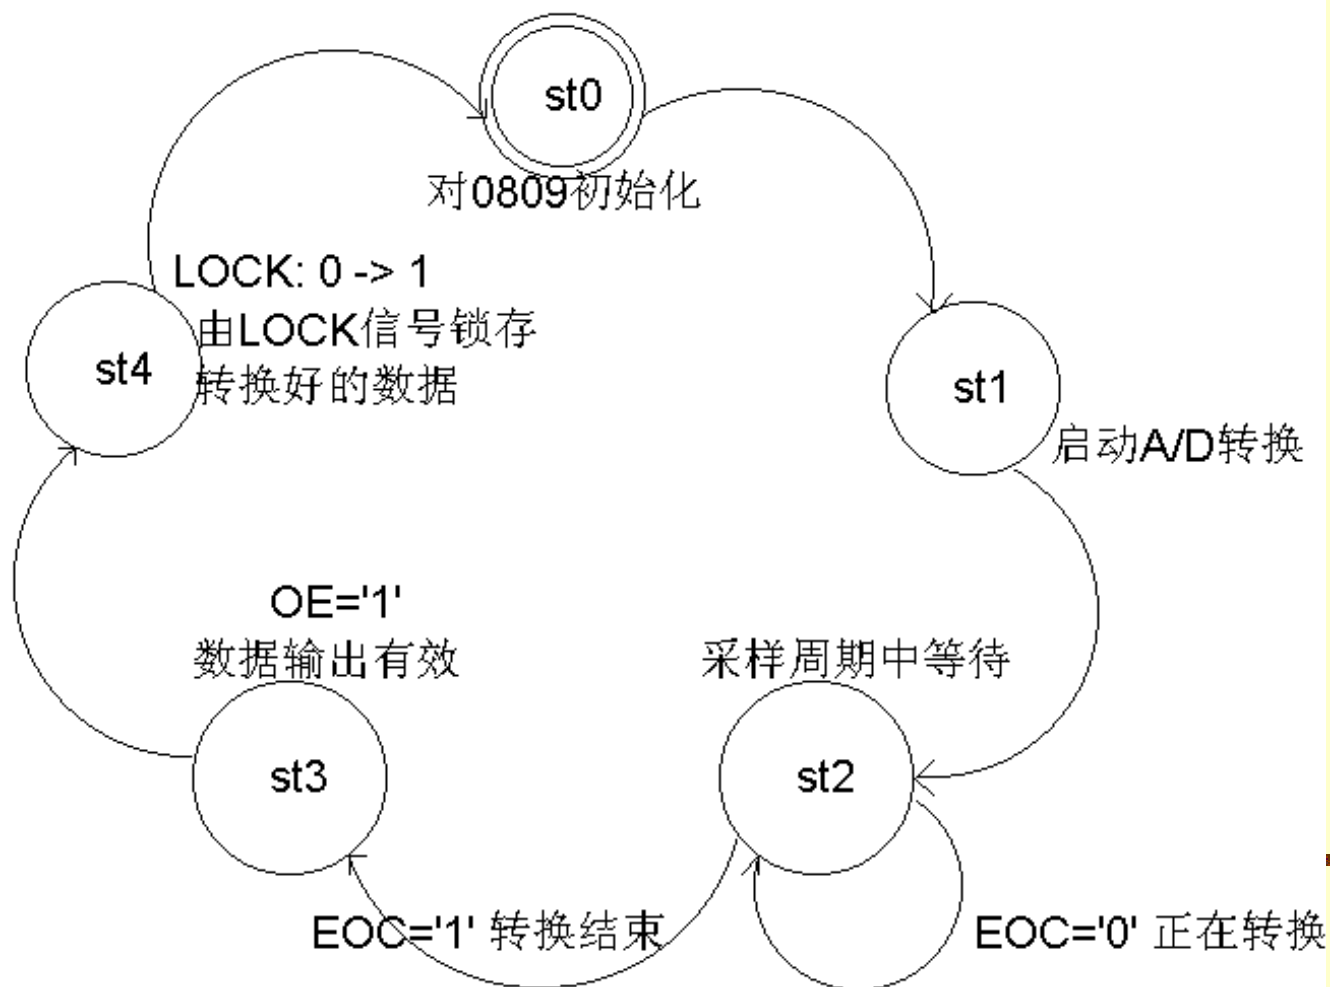 st0
对0809初始化
LOCK: 0 -> 1
由LOCK信号锁存
转换好的数据
st4
st1
启动A/D转换
OE='1'
数据输出有效
采样周期中等待
st3
st2
EOC='1' 转换结束
EOC='0' 正在转换